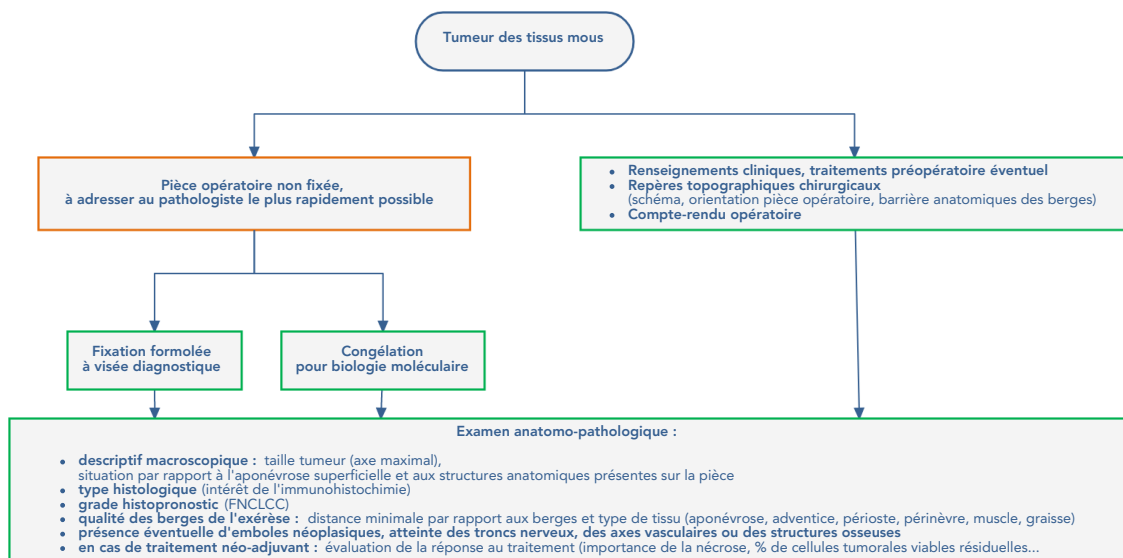 Tumeur des tissus mous
Pièce opératoire non fixée,
à adresser au pathologiste le plus rapidement possible
• Renseignements cliniques, traitements préopératoire éventuel
• Repères topographiques chirurgicaux
(schéma, orientation pièce opératoire, barrière anatomiques des berges)
• Compte-rendu opératoire
Fixation formolée
à visée diagnostique
Congélation
pour biologie moléculaire
Examen anatomo-pathologique :
• descriptif macroscopique : taille tumeur (axe maximal),
situation par rapport à l'aponévrose superficielle et aux structures anatomiques présentes sur la pièce
• type histologique (intérêt de l'immunohistochimie)
• grade histopronostic (FNCLCC)
• qualité des berges de l'exérèse : distance minimale par rapport aux berges et type de tissu (aponévrose, adventice, périoste, périnèvre, muscle, graisse)
• présence éventuelle d'emboles néoplasiques, atteinte des troncs nerveux, des axes vasculaires ou des structures osseuses
• en cas de traitement néo-adjuvant : évaluation de la réponse au traitement (importance de la nécrose, % de cellules tumorales viables résiduelles...